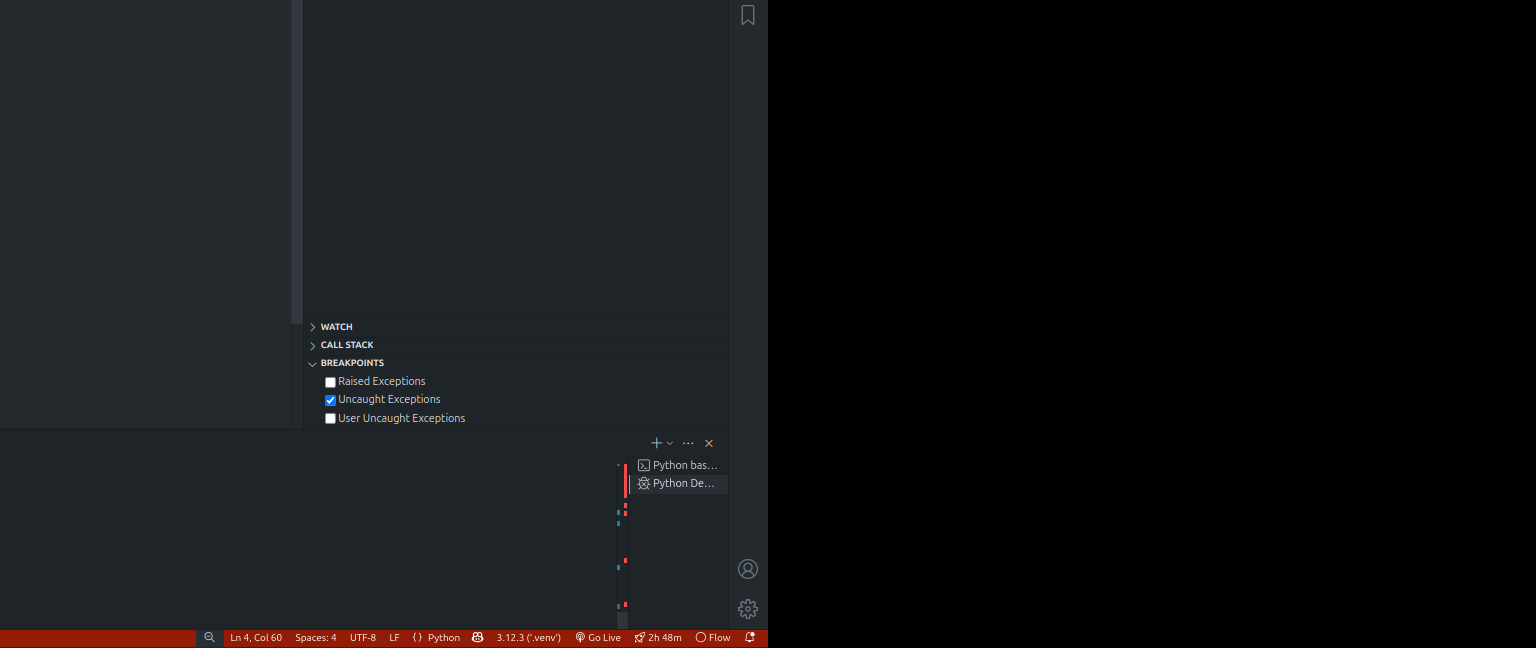 WATCH
CALL STACK
BREAKPOINTS
Raised Exceptions
Uncaught Exceptions
User Uncaught Exceptions
Python bas...
Python De...
Ln 4, Col 60 Spaces: 4 UTF-8 LF {} Python 3.12.3 ('.venv') Go Live 2h 48m Flow